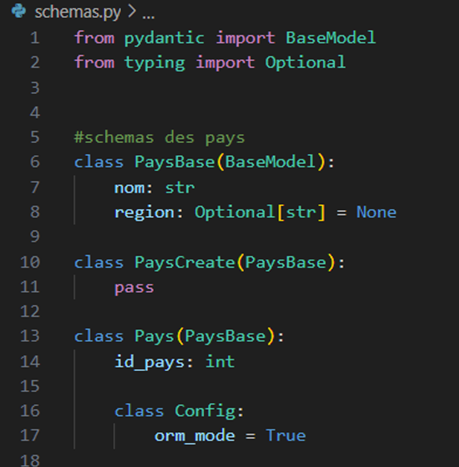 schemas.py > ...
1 from pydantic import BaseModel
2 from typing import Optional
3
4
5 #schemas des pays
6 class PaysBase(BaseModel):
7     nom: str
8     region: Optional[str] = None
9
10 class PaysCreate(PaysBase):
11     pass
12
13 class Pays(PaysBase):
14     id_pays: int
15
16     class Config:
17         orm_mode = True
18